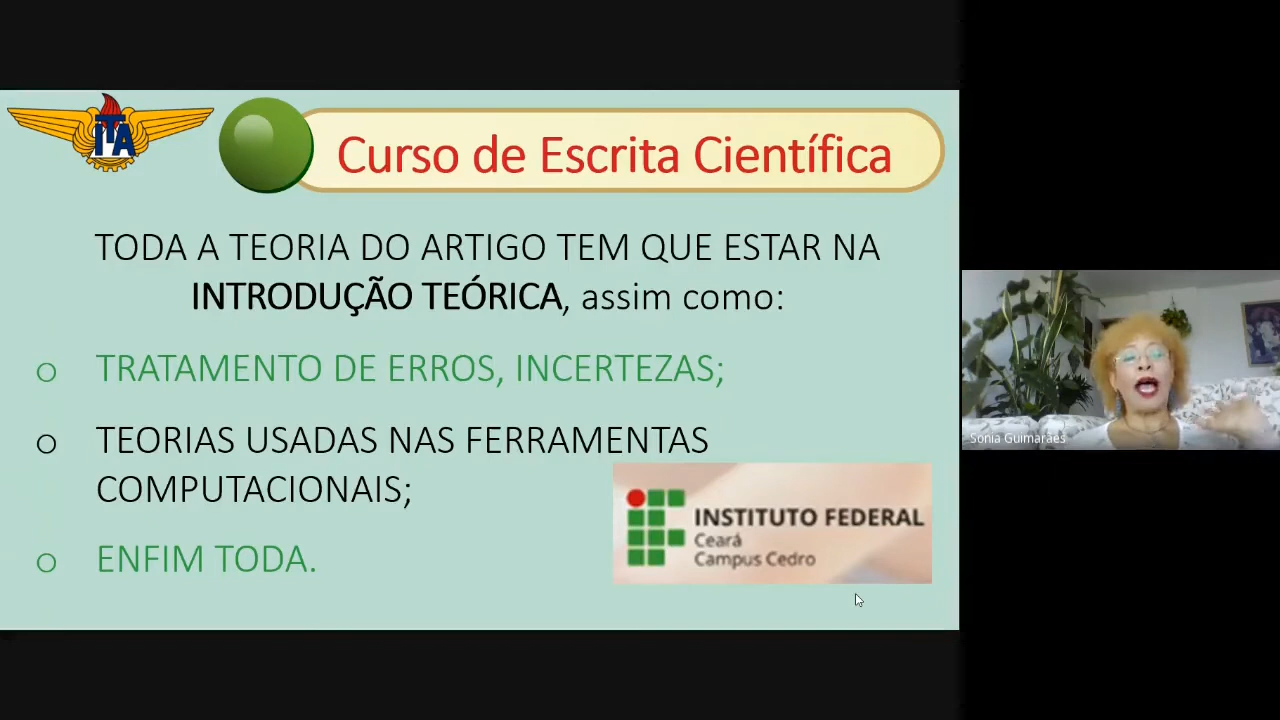 ITA
Curso de Escrita Científica
TODA A TEORIA DO ARTIGO TEM QUE ESTAR NA
INTRODUÇÃO TEÓRICA, assim como:
o TRATAMENTO DE ERROS, INCERTEZAS;
o TEORIAS USADAS NAS FERRAMENTAS
COMPUTACIONAIS;
o ENFIM TODA.
INSTITUTO FEDERAL
Ceará
Campus Cedro
Sonia Guimarães